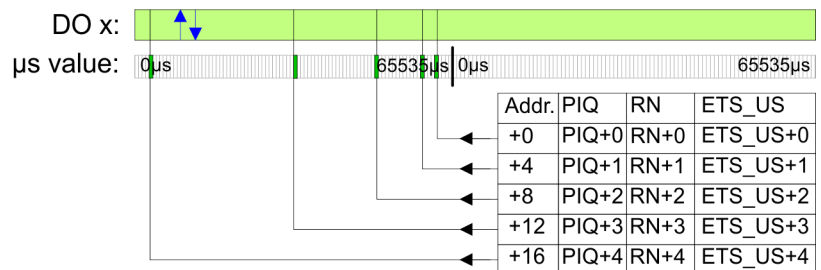 DO x:
µs value: 0µs 65535µs 0µs 65535µs
Addr. PIQ RN ETS_US
+0 PIQ+0 RN+0 ETS_US+0
+4 PIQ+1 RN+1 ETS_US+1
+8 PIQ+2 RN+2 ETS_US+2
+12 PIQ+3 RN+3 ETS_US+3
+16 PIQ+4 RN+4 ETS_US+4